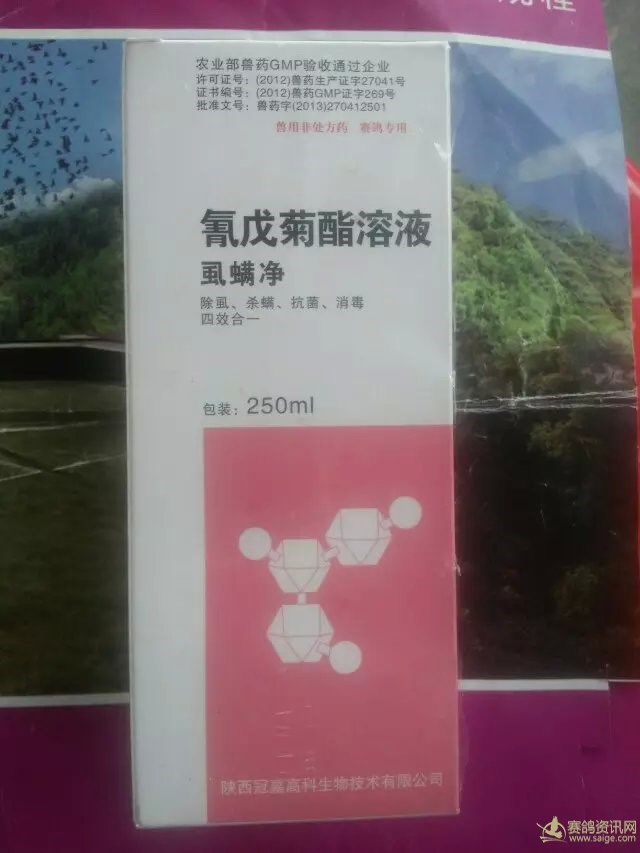 农业部兽药GMP验收通过企业
许可证号：(2012)兽药生产证字27041号
证书编号：(2012)兽药GMP证字269号
批准文号：兽药字(2013)270412501
兽用非处方药 赛鸽专用
氰戊菊酯溶液
虱螨净
除虱、杀螨、抗菌、消毒
四效合一
包装：250ml
陕西冠嘉高科生物技术有限公司
赛鸽资讯网
www.saige.com